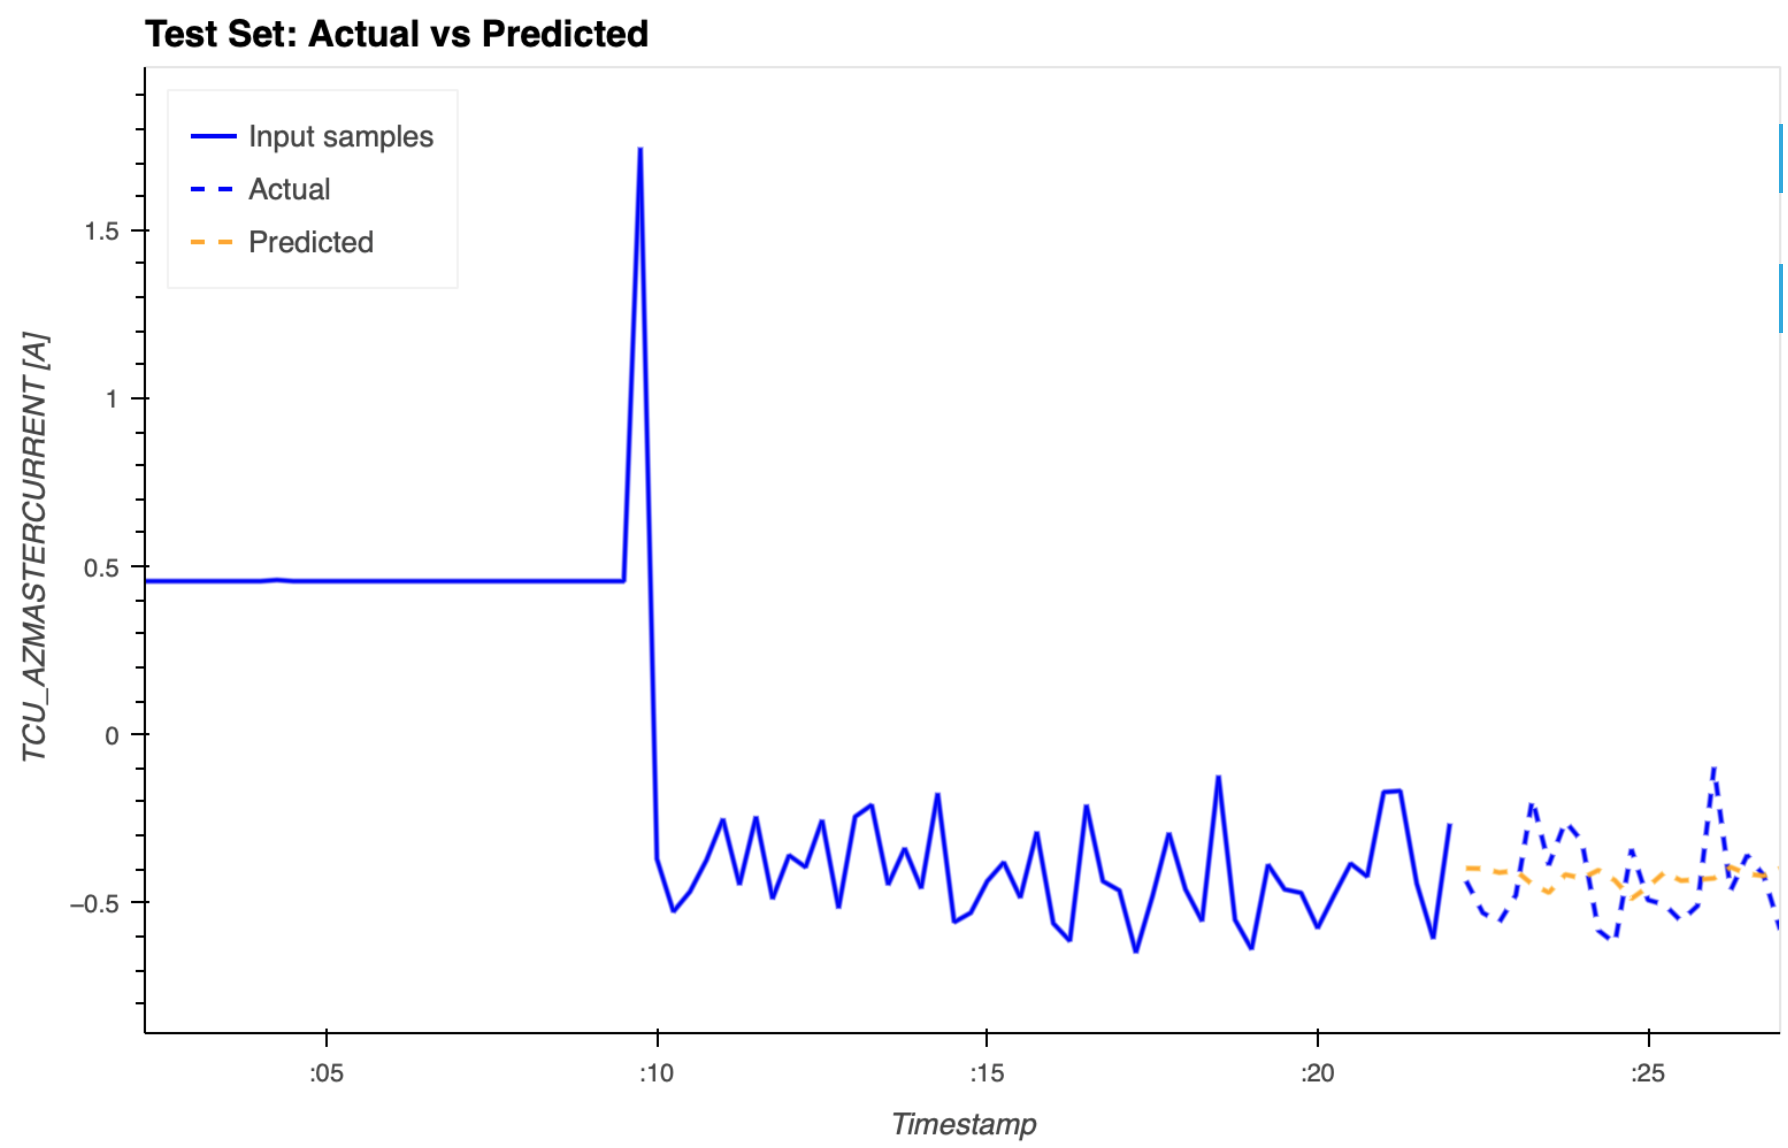 Test Set: Actual vs Predicted
Input samples
Actual
Predicted
1.5
1
0.5
0
−0.5
TCU_AZMASTERCURRENT [A]
:05
:10
:15
:20
:25
Timestamp